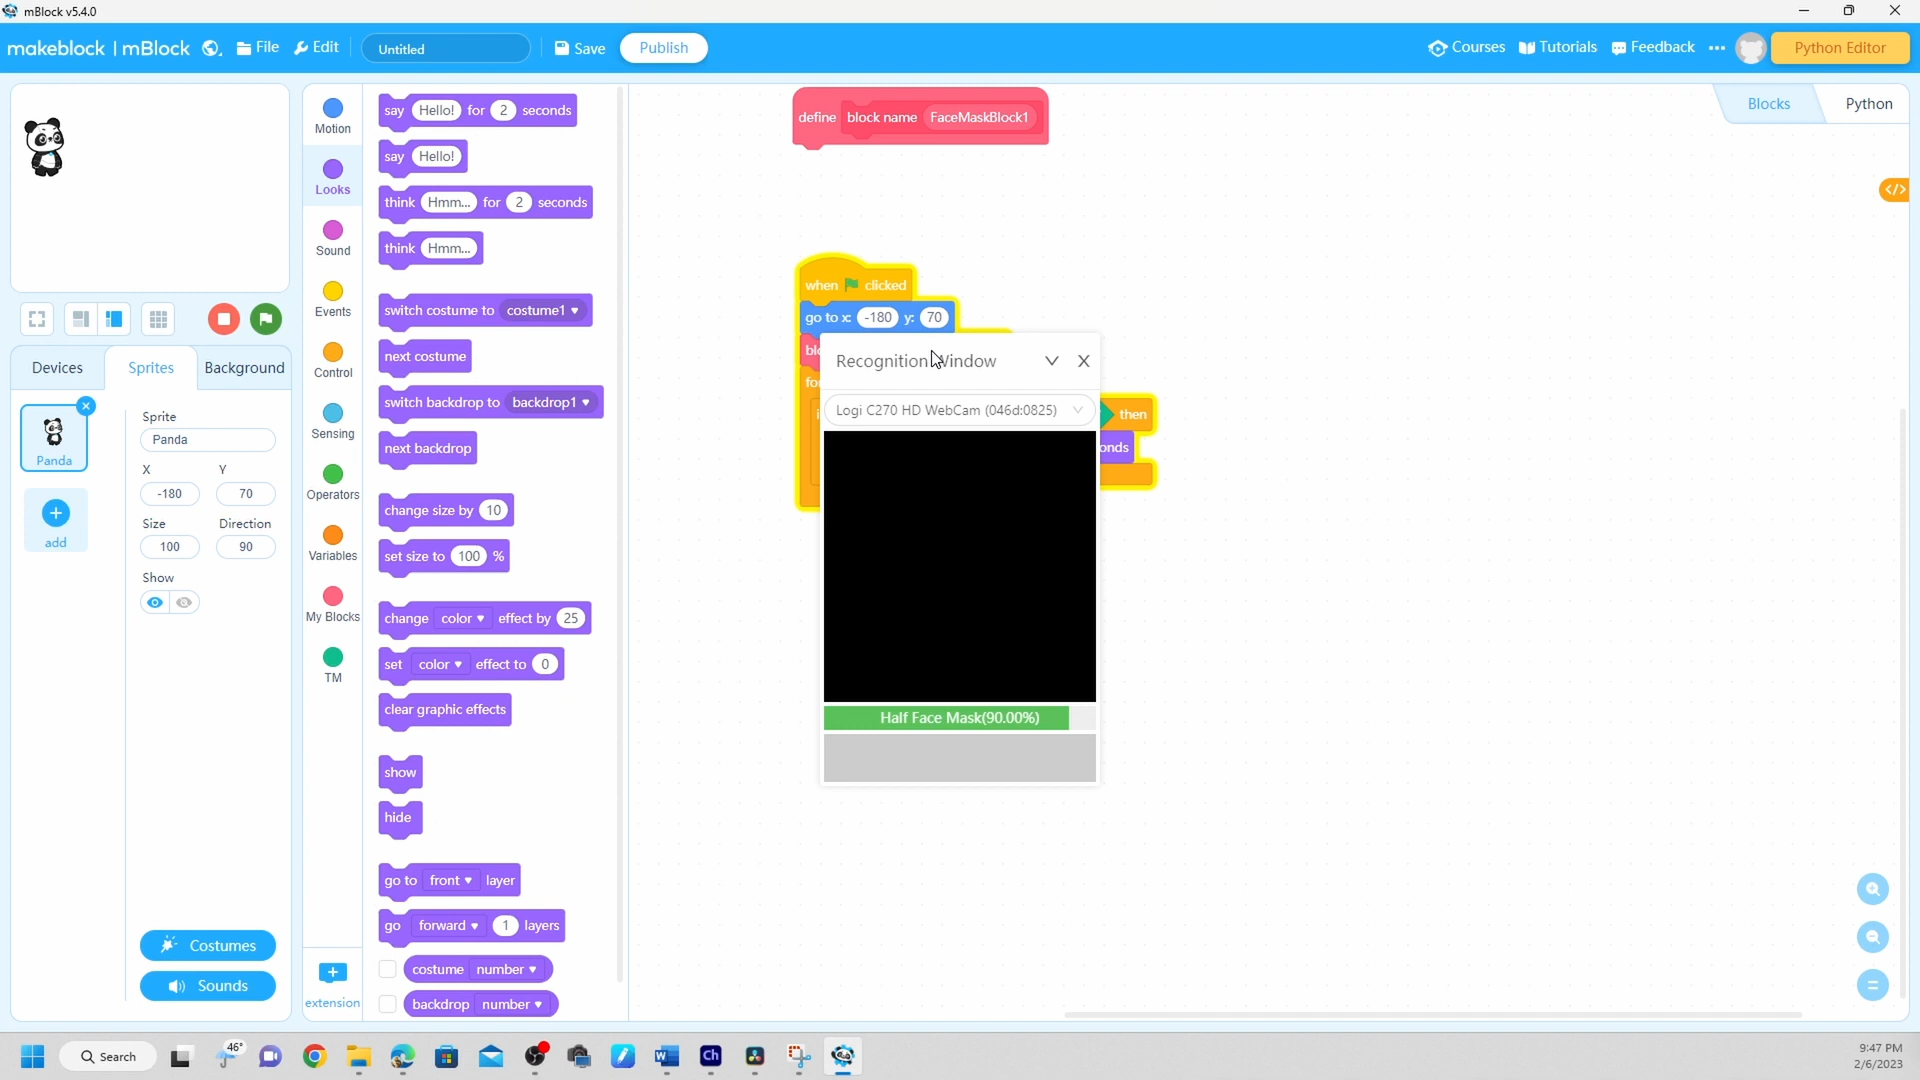 mBlock v5.4.0
makeblock | mBlock
File
Edit
Untitled
Save
Publish
Courses
Tutorials
Feedback
Python Editor
Devices
Sprites
Background
Panda
add
Sprite
Panda
X
Y
-180
70
Size
Direction
100
90
Show
Costumes
Sounds
Motion
Looks
Sound
Events
Control
Sensing
Operators
Variables
My Blocks
TM
extension
say Hello! for 2 seconds
say Hello!
think Hmm... for 2 seconds
think Hmm...
switch costume to costume1
next costume
switch backdrop to backdrop1
next backdrop
change size by 10
set size to 100 %
change color effect by 25
set color effect to 0
clear graphic effects
show
hide
go to front layer
go forward 1 layers
costume number
backdrop number
define block name FaceMaskBlock1
when clicked
go to x: -180 y: 70
Recognition Window
Logi C270 HD WebCam (046d:0825)
then
onds
Half Face Mask(90.00%)
Blocks
Python
</>
46°
Search
9:47 PM
2/6/2023